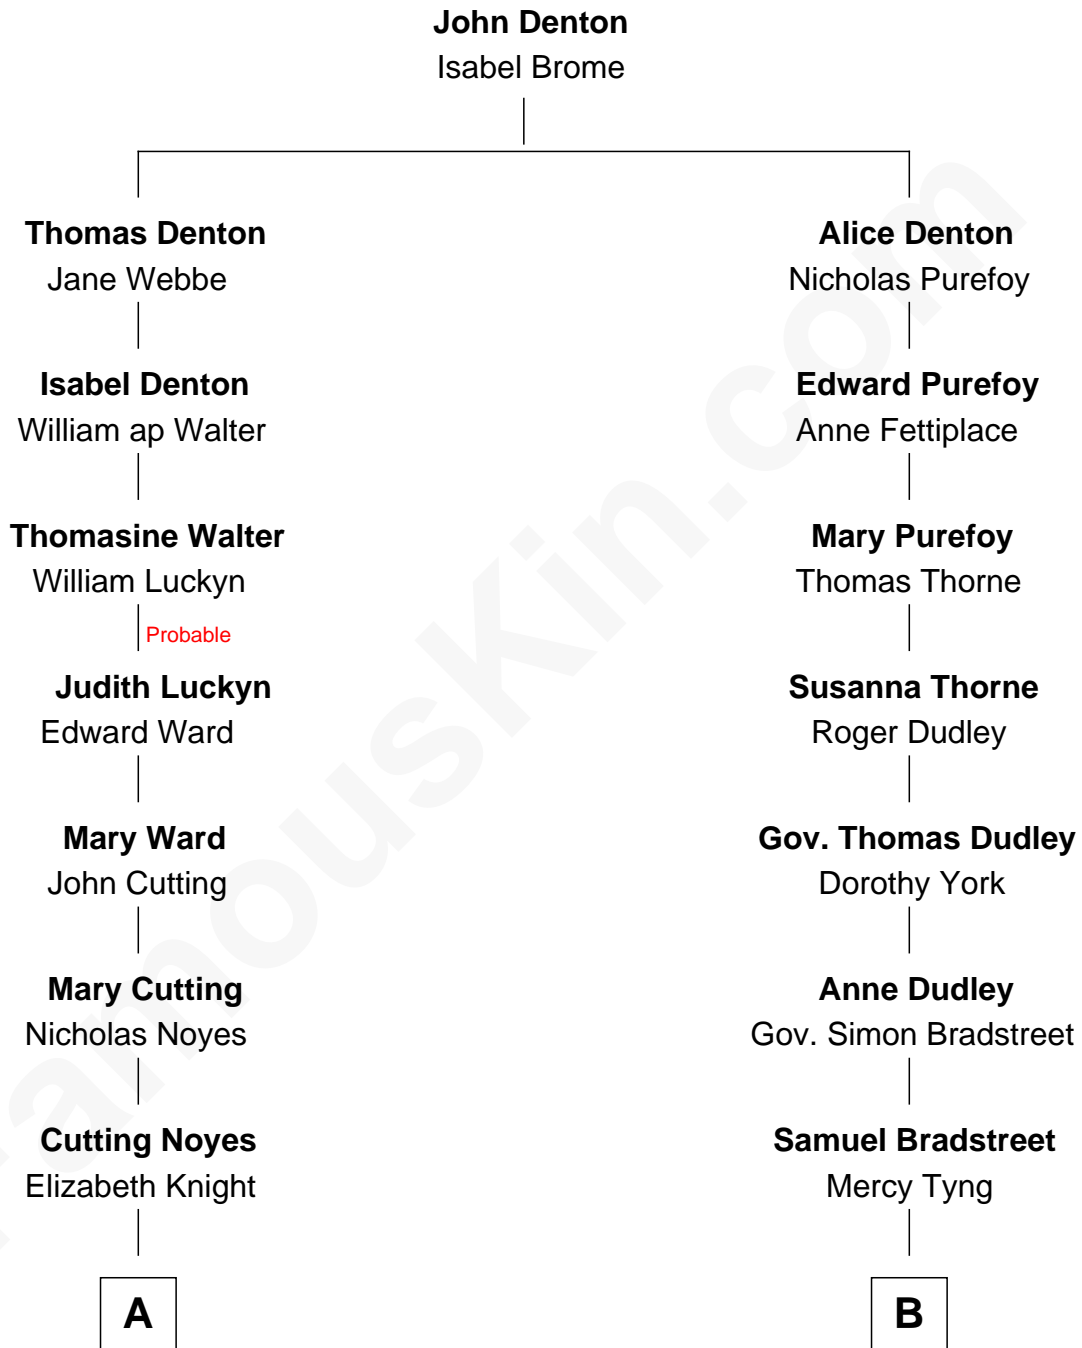 John Denton
Isabel Brome
Thomas Denton
Jane Webbe
Isabel Denton
William ap Walter
Thomasine Walter
William Luckyn
Probable
Judith Luckyn
Edward Ward
Mary Ward
John Cutting
Mary Cutting
Nicholas Noyes
Cutting Noyes
Elizabeth Knight
A
Alice Denton
Nicholas Purefoy
Edward Purefoy
Anne Fettiplace
Mary Purefoy
Thomas Thorne
Susanna Thorne
Roger Dudley
Gov. Thomas Dudley
Dorothy York
Anne Dudley
Gov. Simon Bradstreet
Samuel Bradstreet
Mercy Tyng
B
FamousKin.com